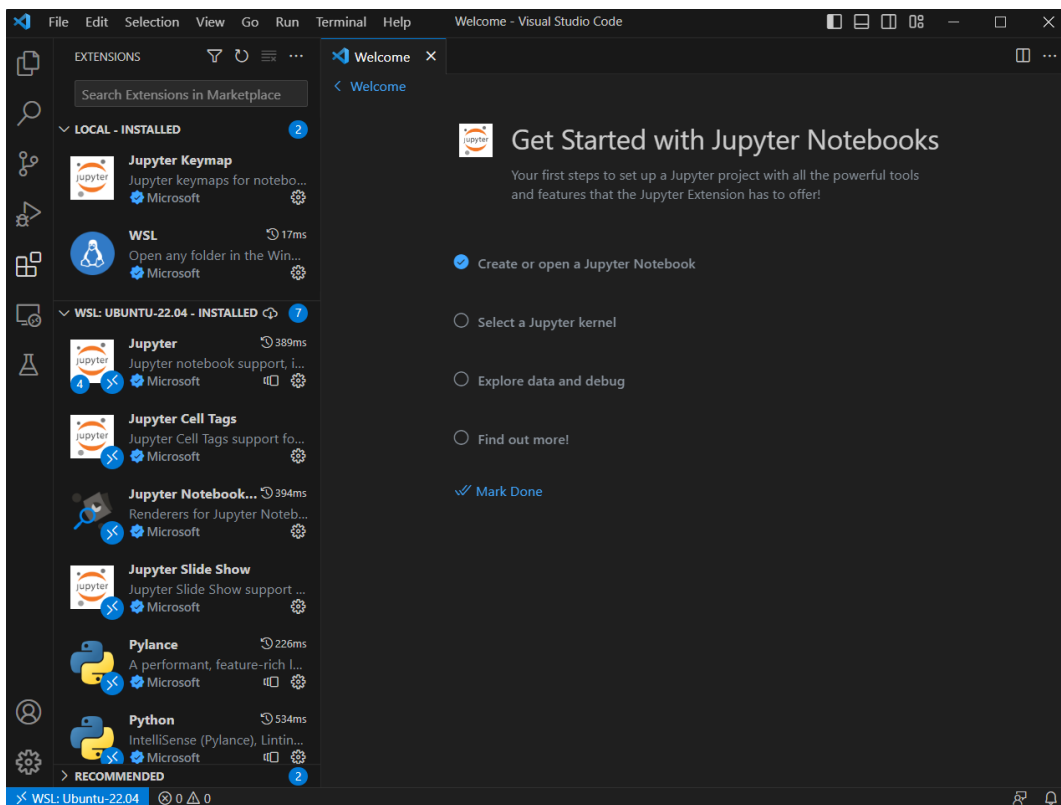 File Edit Selection View Go Run Terminal Help Welcome - Visual Studio Code
EXTENSIONS
Search Extensions in Marketplace
LOCAL - INSTALLED 2
jupyter
Jupyter Keymap
Jupyter keymaps for notebo...
Microsoft
WSL 17ms
Open any folder in the Win...
Microsoft
WSL: UBUNTU-22.04 - INSTALLED 7
jupyter
4
Jupyter 389ms
Jupyter notebook support, i...
Microsoft
jupyter
Jupyter Cell Tags
Jupyter Cell Tags support fo...
Microsoft
Jupyter Notebook... 394ms
Renderers for Jupyter Noteb...
Microsoft
jupyter
Jupyter Slide Show
Jupyter Slide Show support ...
Microsoft
Pylance 226ms
A performant, feature-rich l...
Microsoft
Python 534ms
IntelliSense (Pylance), Lintin...
Microsoft
RECOMMENDED 2
WSL: Ubuntu-22.04 0 0
Welcome
Welcome
jupyter
Get Started with Jupyter Notebooks
Your first steps to set up a Jupyter project with all the powerful tools
and features that the Jupyter Extension has to offer!
Create or open a Jupyter Notebook
Select a Jupyter kernel
Explore data and debug
Find out more!
Mark Done